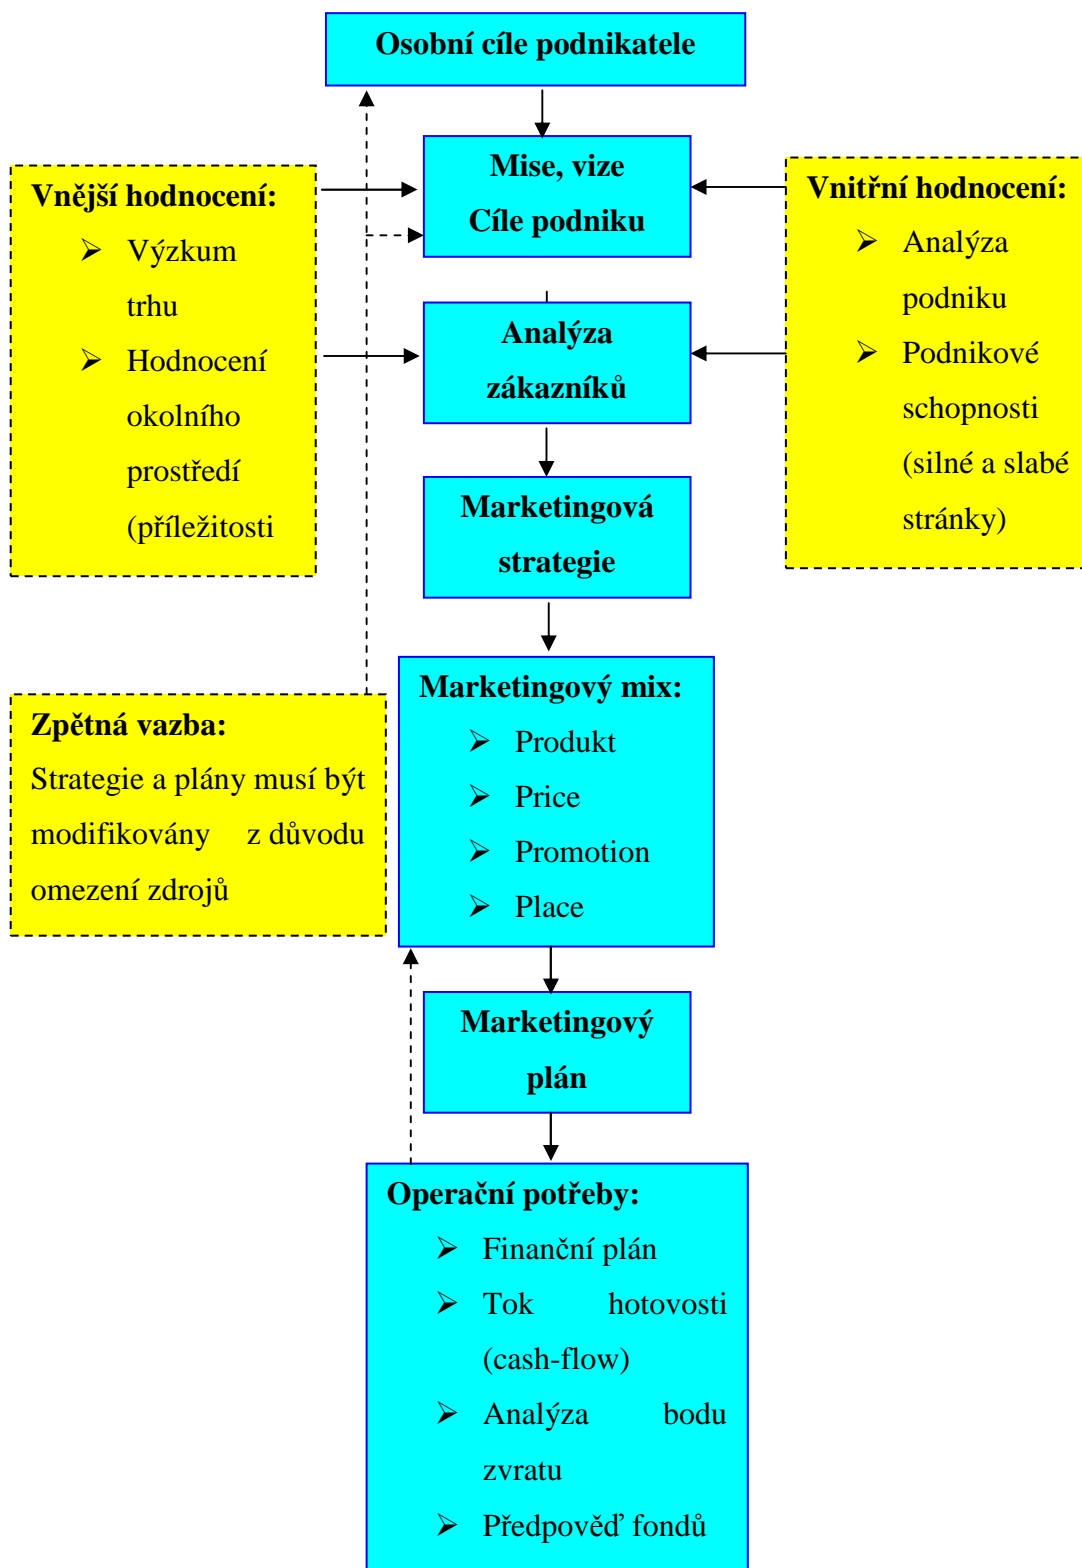 Osobní cíle podnikatele
Mise, vize
Cíle podniku
Vnější hodnocení:
➢ Výzkum
trhu
➢ Hodnocení
okolního
prostředí
(příležitosti
Vnitřní hodnocení:
➢ Analýza
podniku
➢ Podnikové
schopnosti
(silné a slabé
stránky)
Analýza
zákazníků
Marketingová
strategie
Marketingový mix:
➢ Produkt
➢ Price
➢ Promotion
➢ Place
Zpětná vazba:
Strategie a plány musí být
modifikovány z důvodu
omezení zdrojů
Marketingový
plán
Operační potřeby:
➢ Finanční plán
➢ Tok hotovosti
(cash-flow)
➢ Analýza bodu
zvratu
➢ Předpověď fondů